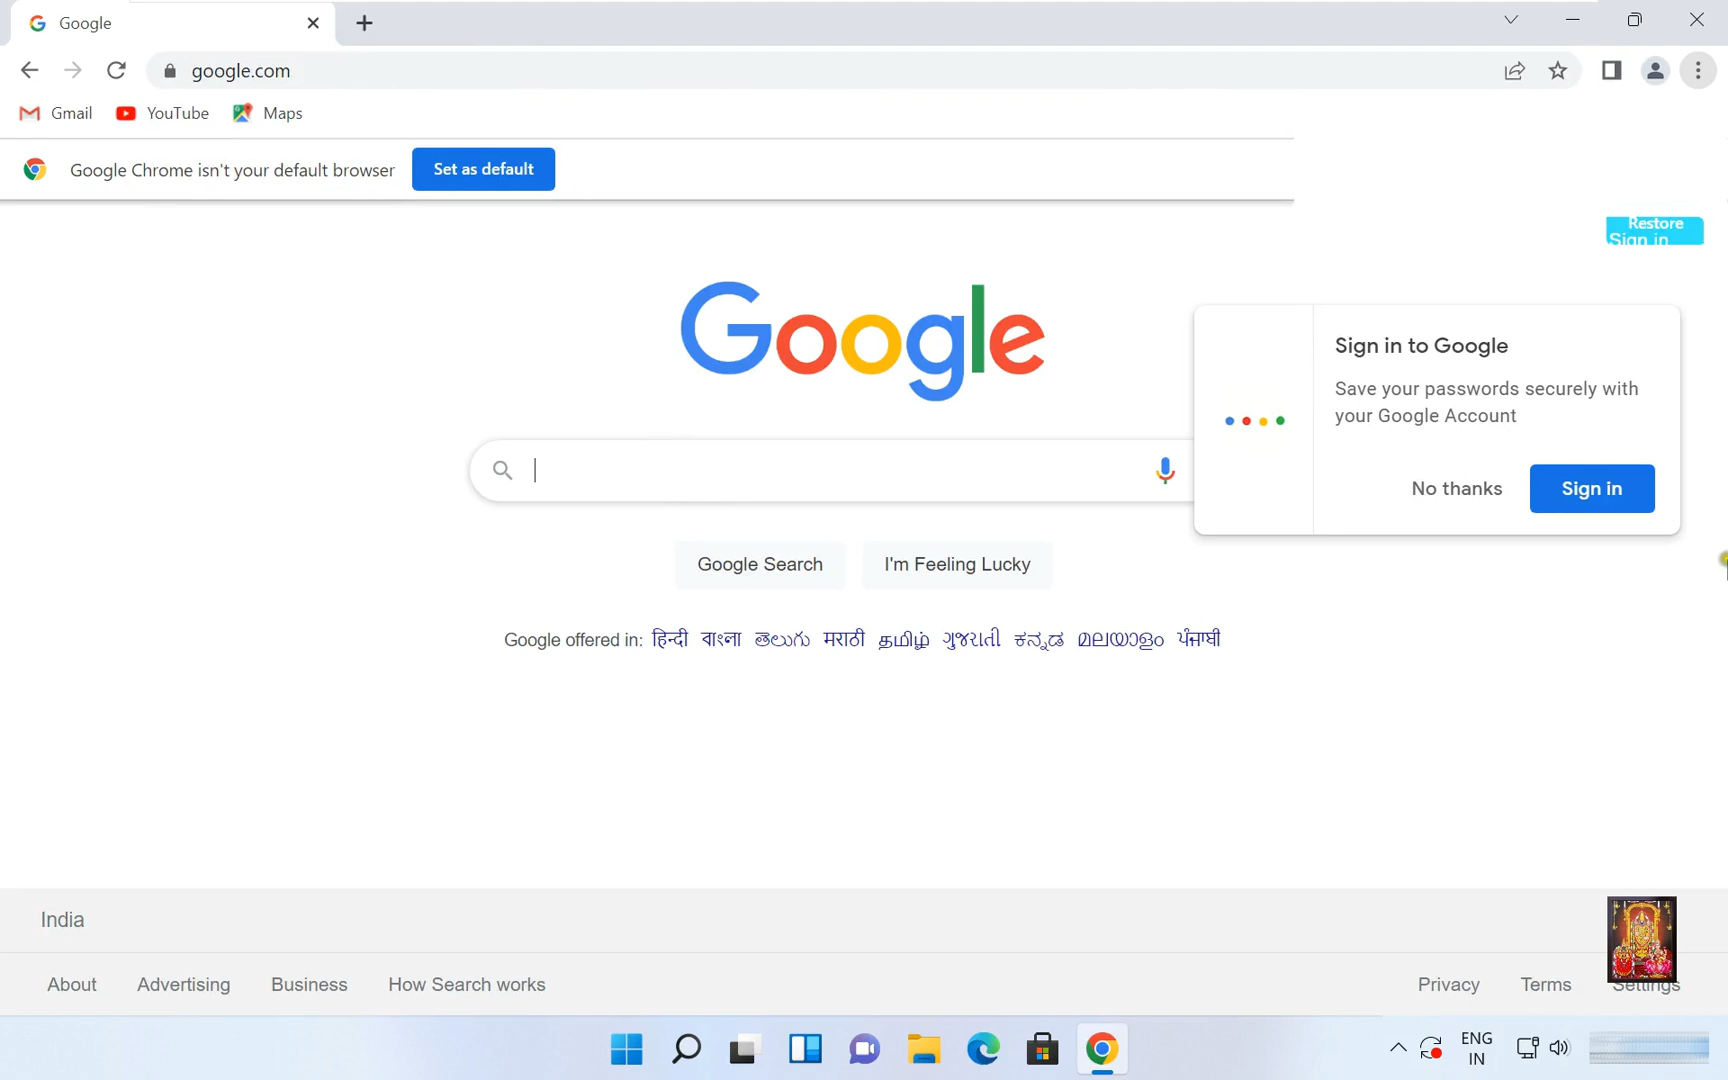 Google
google.com
Gmail YouTube Maps
Google Chrome isn't your default browser Set as default
Restore
Sign in
Google
Sign in to Google
Save your passwords securely with
your Google Account
No thanks Sign in
Google Search I'm Feeling Lucky
Google offered in: हिन्दी বাংলা తెలుగు मराठी தமிழ் ગુજરાતી ಕನ್ನಡ മലയാളം ਪੰਜਾਬੀ
India
About Advertising Business How Search works Privacy Terms Settings
ENG
IN